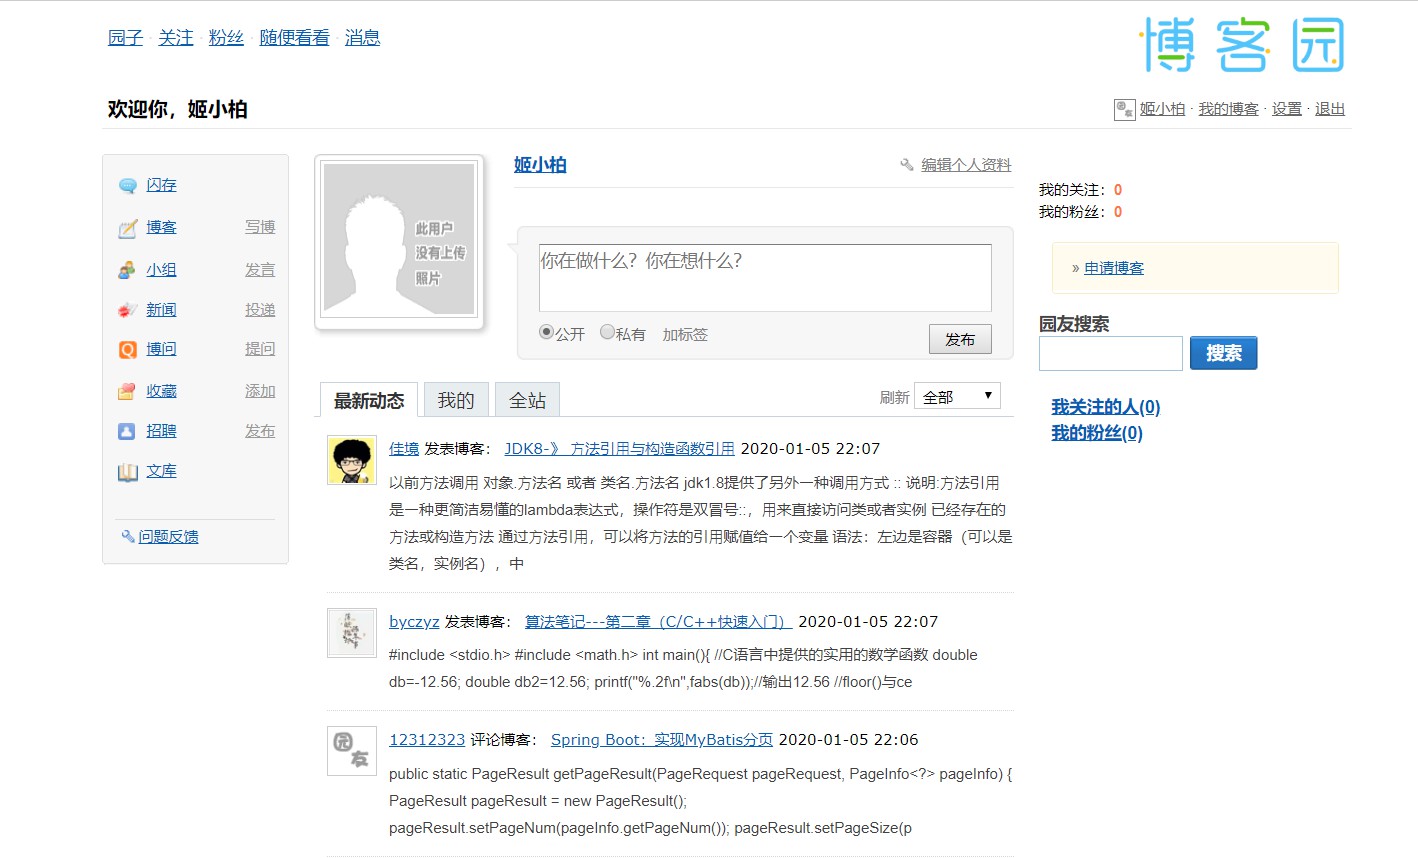 园子 · 关注 · 粉丝 · 随便看看 · 消息
博客园
欢迎你，姬小柏
姬小柏 · 我的博客 · 设置 · 退出
闪存
博客 写博
小组 发言
新闻 投递
博问 提问
收藏 添加
招聘 发布
文库
问题反馈
此用户
没有上传
照片
姬小柏
编辑个人资料
你在做什么？你在想什么？
公开 私有 加标签 发布
最新动态 我的 全站
刷新 全部
佳境 发表博客： JDK8-》 方法引用与构造函数引用 2020-01-05 22:07
以前方法调用 对象.方法名 或者 类名.方法名 jdk1.8提供了另外一种调用方式 :: 说明:方法引用
是一种更简洁易懂的lambda表达式，操作符是双冒号::，用来直接访问类或者实例 已经存在的
方法或构造方法 通过方法引用，可以将方法的引用赋值给一个变量 语法：左边是容器（可以是
类名，实例名），中
byczyz 发表博客： 算法笔记---第二章（C/C++快速入门） 2020-01-05 22:07
#include <stdio.h> #include <math.h> int main(){ //C语言中提供的实用的数学函数 double
db=-12.56; double db2=12.56; printf("%.2f\n",fabs(db));//输出12.56 //floor()与ce
园友
12312323 评论博客： Spring Boot：实现MyBatis分页 2020-01-05 22:06
public static PageResult getPageResult(PageRequest pageRequest, PageInfo<?> pageInfo) {
PageResult pageResult = new PageResult();
pageResult.setPageNum(pageInfo.getPageNum()); pageResult.setPageSize(p
我的关注：0
我的粉丝：0
» 申请博客
园友搜索
搜索
我关注的人(0)
我的粉丝(0)